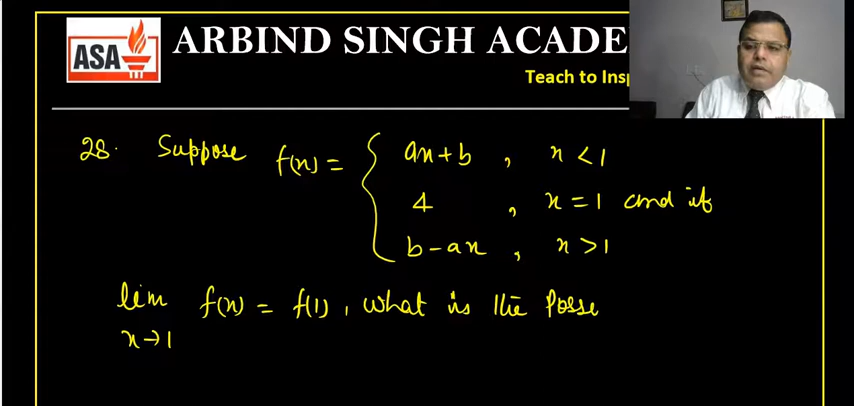 ASA
ARBIND SINGH ACADE
Teach to Insp
28. Suppose f(x) = { ax + b , x < 1
4 , x = 1 and if
b - ax , x > 1
lim f(x) = f(1), what is the Posse
x → 1